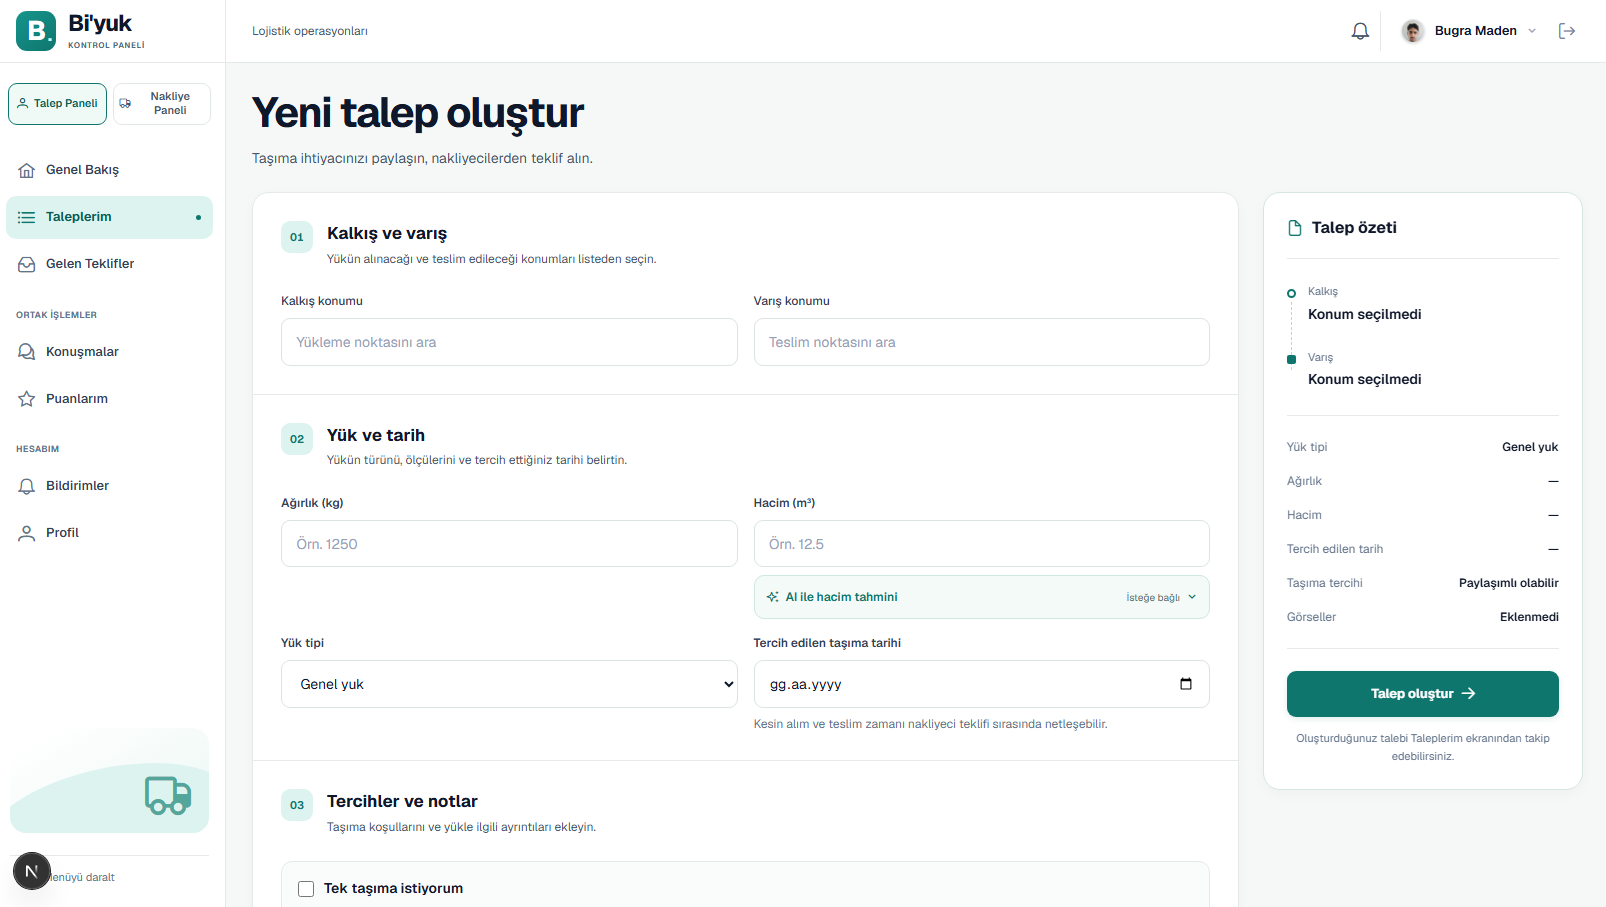 B.
Bi'yuk
KONTROL PANELİ
Lojistik operasyonları
Bugra Maden
Talep Paneli
Nakliye
Paneli
Genel Bakış
Taleplerim
Gelen Teklifler
ORTAK İŞLEMLER
Konuşmalar
Puanlarım
HESABIM
Bildirimler
Profil
N
enüyü daralt
Yeni talep oluştur
Taşıma ihtiyacınızı paylaşın, nakliyecilerden teklif alın.
01
Kalkış ve varış
Yükün alınacağı ve teslim edileceği konumları listeden seçin.
Kalkış konumu
Varış konumu
Yükleme noktasını ara
Teslim noktasını ara
02
Yük ve tarih
Yükün türünü, ölçülerini ve tercih ettiğiniz tarihi belirtin.
Ağırlık (kg)
Hacim (m³)
Örn. 1250
Örn. 12.5
AI ile hacim tahmini
İsteğe bağlı
Yük tipi
Tercih edilen taşıma tarihi
Genel yuk
gg.aa.yyyy
Kesin alım ve teslim zamanı nakliyeci teklifi sırasında netleşebilir.
03
Tercihler ve notlar
Taşıma koşullarını ve yükle ilgili ayrıntıları ekleyin.
Tek taşıma istiyorum
Talep özeti
Kalkış
Konum seçilmedi
Varış
Konum seçilmedi
Yük tipi Genel yuk
Ağırlık —
Hacim —
Tercih edilen tarih —
Taşıma tercihi Paylaşımlı olabilir
Görseller Eklenmedi
Talep oluştur →
Oluşturduğunuz talebi Taleplerim ekranından takip
edebilirsiniz.